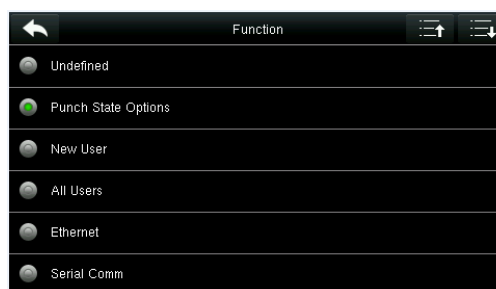 Function
Undefined
Punch State Options
New User
All Users
Ethernet
Serial Comm